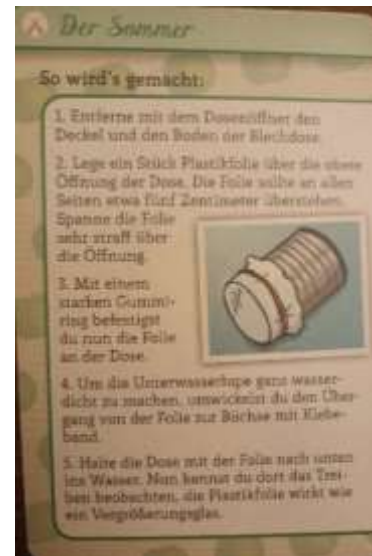 Der Sommer
So wird's gemacht:
1. Entferne mit dem Dosenöffner den
Deckel und den Boden der Blechdose.
2. Lege ein Stück Plastikfolie über die obere
Öffnung der Dose. Die Folie sollte an allen
Seiten etwa fünf Zentimeter überstehen.
Spanne die Folie
sehr straff über
die Öffnung.
3. Mit einem
starken Gummi-
ring befestigst
du nun die Folie
an der Dose.
4. Um die Unterwasserlupe ganz wasser-
dicht zu machen, umwickelst du den Über-
gang von der Folie zur Büchse mit Klebe-
band.
5. Halte die Dose mit der Folie nach unten
ins Wasser. Nun kannst du dort das Trei-
ben beobachten, die Plastikfolie wirkt wie
ein Vergrößerungsglas.